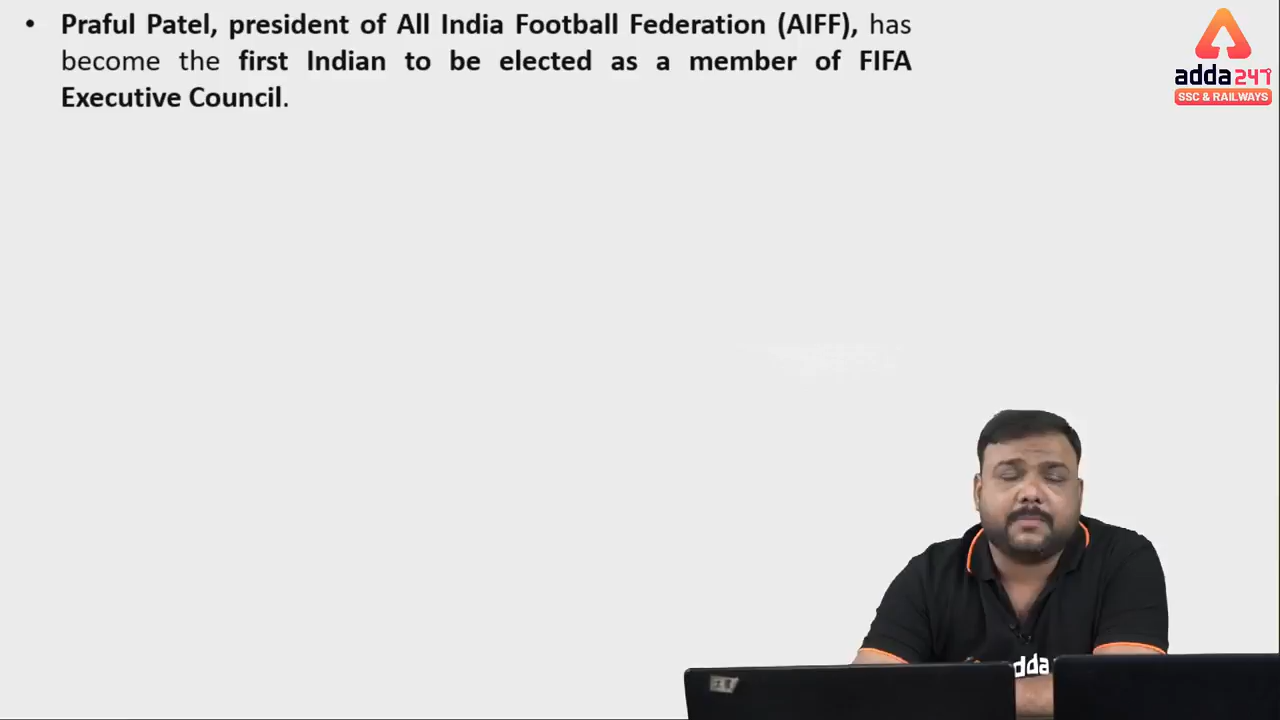 • Praful Patel, president of All India Football Federation (AIFF), has
become the first Indian to be elected as a member of FIFA
Executive Council.
adda247
SSC & RAILWAYS
dda